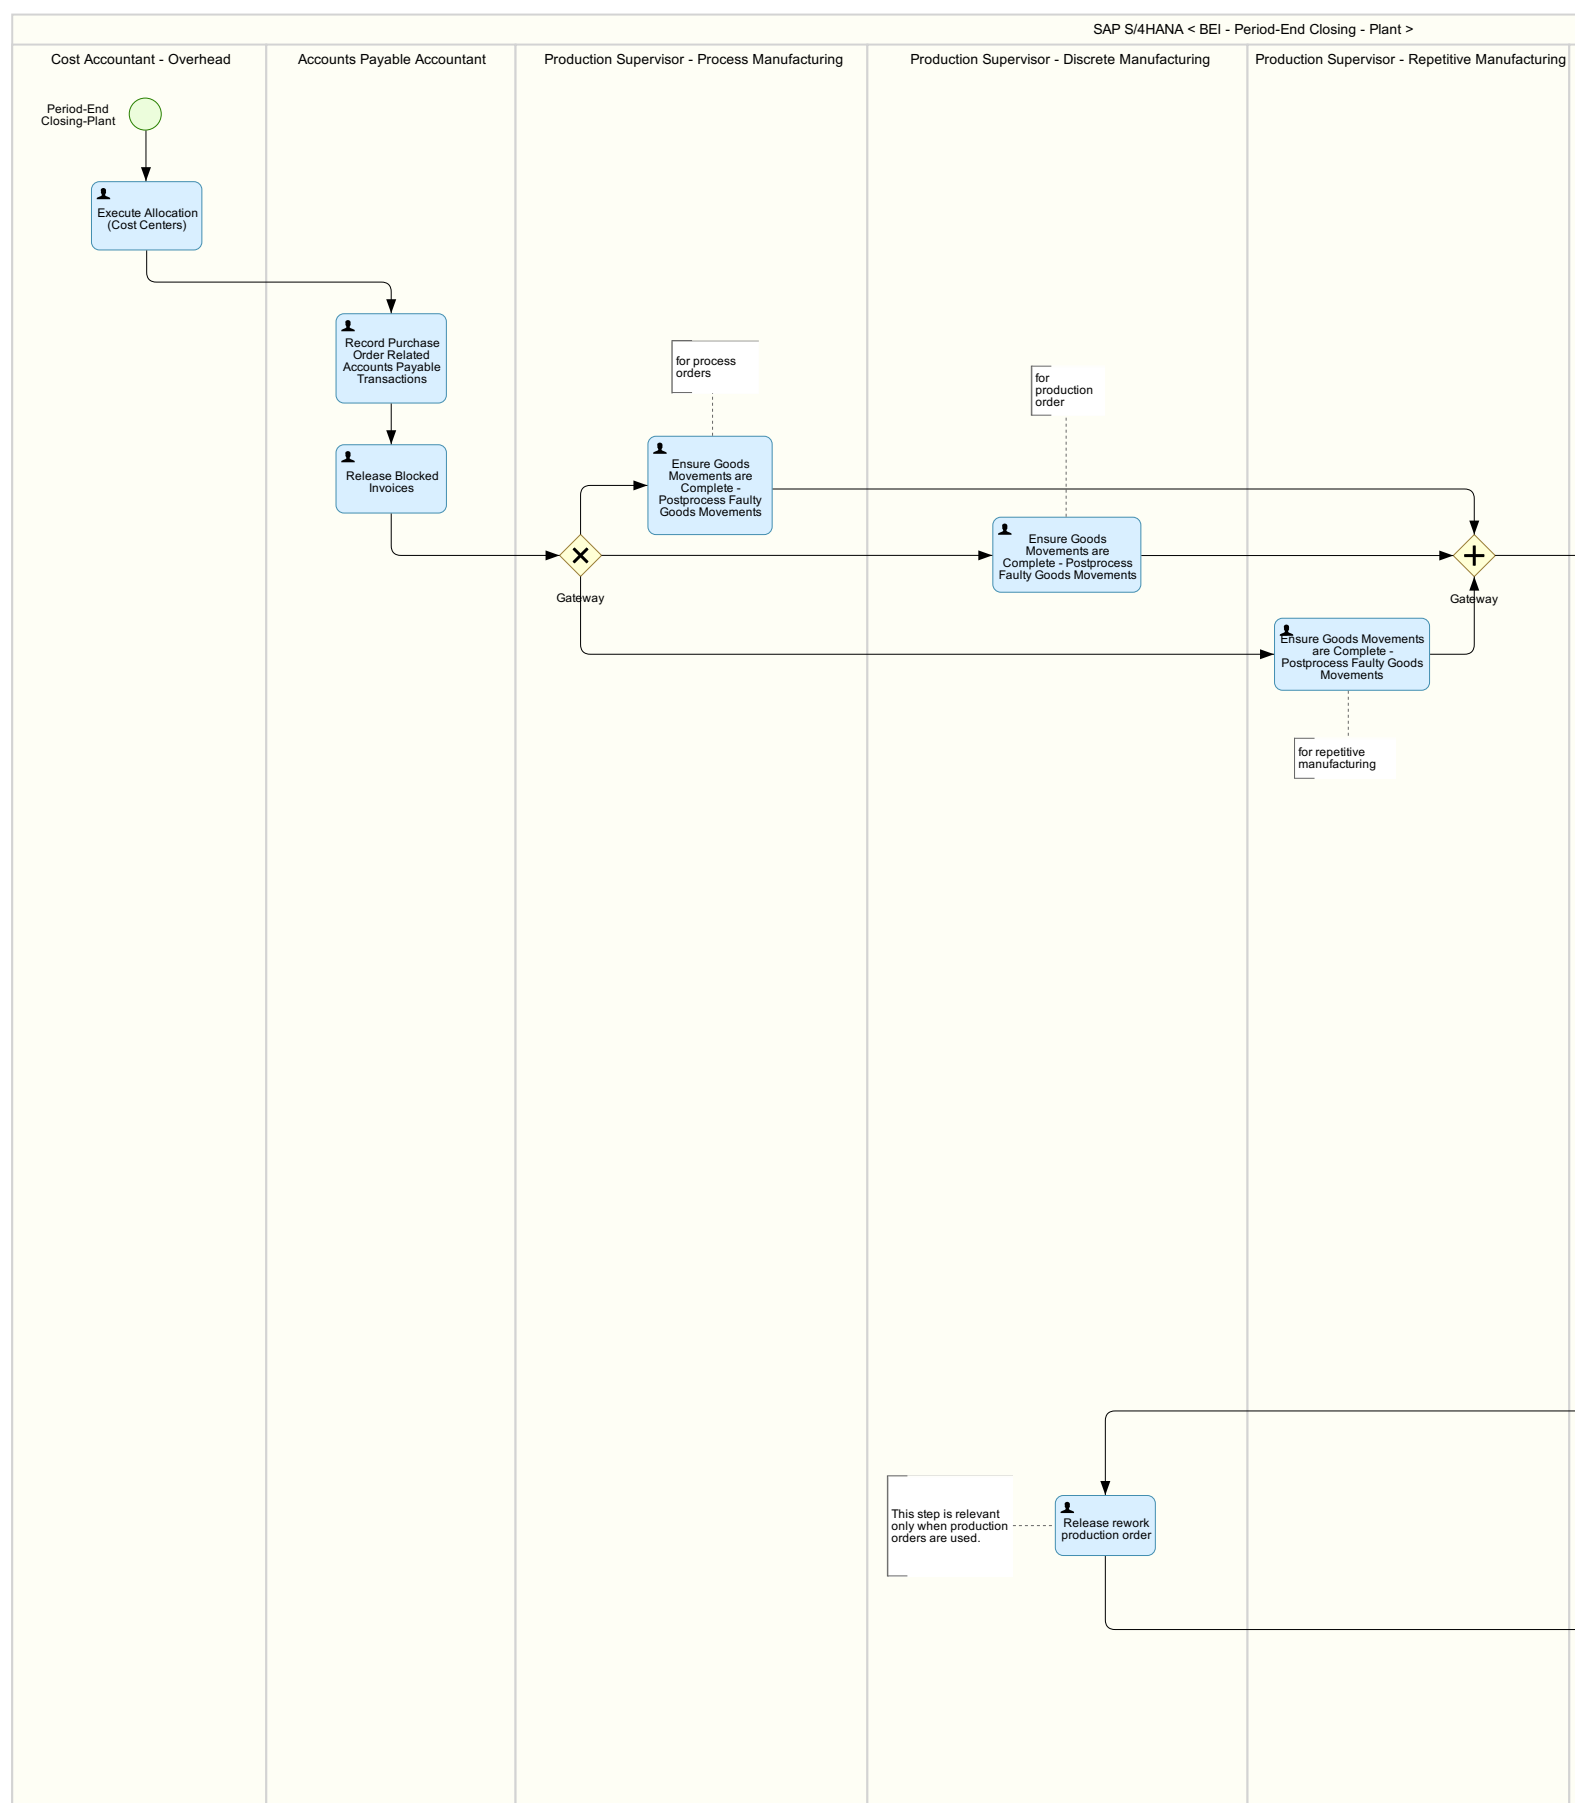 SAP S/4HANA < BEI - Period-End Closing - Plant >
Cost Accountant - Overhead
Accounts Payable Accountant
Production Supervisor - Process Manufacturing
Production Supervisor - Discrete Manufacturing
Production Supervisor - Repetitive Manufacturing
Period-End
Closing-Plant
Execute Allocation
(Cost Centers)
Record Purchase
Order Related
Accounts Payable
Transactions
Release Blocked
Invoices
for process
orders
Ensure Goods
Movements are
Complete -
Postprocess Faulty
Goods Movements
Gateway
for
production
order
Ensure Goods
Movements are
Complete - Postprocess
Faulty Goods Movements
Gateway
Ensure Goods Movements
are Complete -
Postprocess Faulty Goods
Movements
for repetitive
manufacturing
This step is relevant
only when production
orders are used.
Release rework
production order